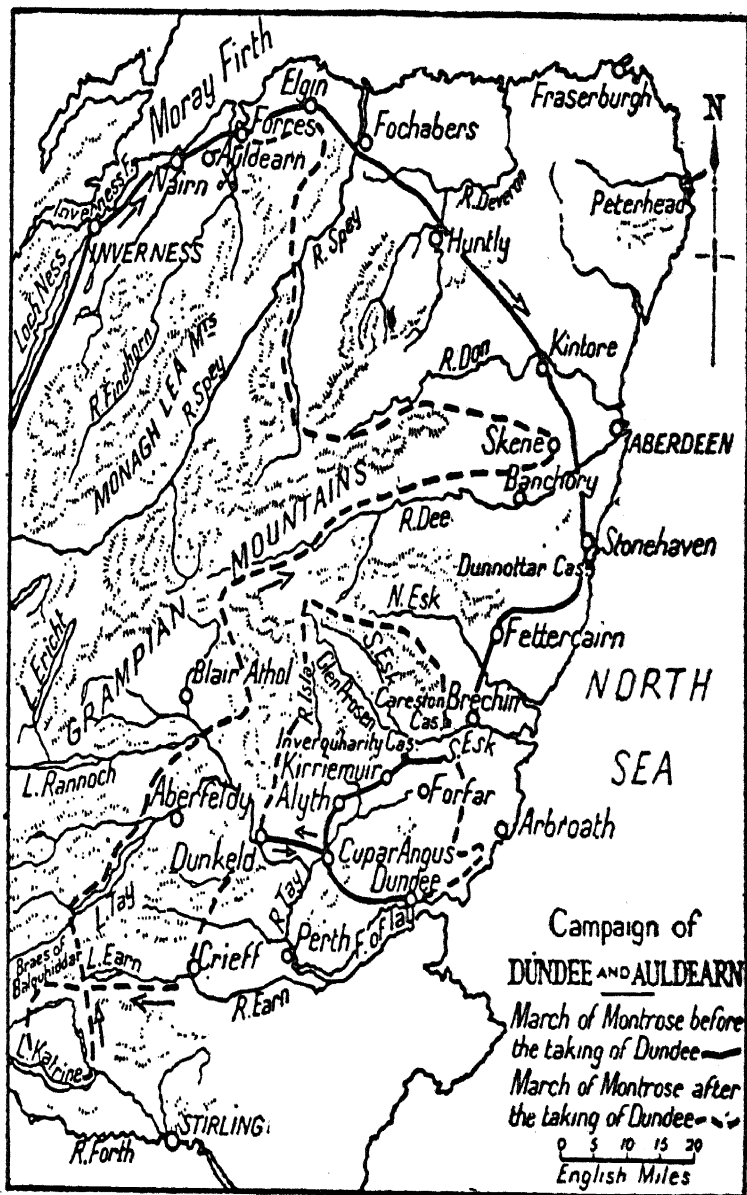 Moray Firth
Elgin
Forres
Fochabers
Fraserburgh
N
Auldearn
Nairn
Inverness F.
R. Deveron
Peterhead
INVERNESS
R. Spey
Huntly
Loch Ness
R. Findhorn
MONAGH LEA MTS
R. Spey
R. Don
Kintore
Skene
ABERDEEN
Banchory
R. Dee
Stonehaven
Dunnottar Cas.
GRAMPIAN MOUNTAINS
N. Esk
Fettercairn
L. Ericht
S. Esk
R. Isla
Glen Prosen
Blair Athol
Careston
Cas.
Brechin
NORTH
SEA
Inverquharity Cas.
S. Esk
Kirriemuir
L. Rannoch
Aberfeldy
Alyth
Forfar
Arbroath
Dunkeld
Cupar Angus
Dundee
L. Tay
R. Tay
F. of Tay
Perth
Braes of
Balquhiddar
L. Earn
Crieff
R. Earn
L. Katrine
STIRLING
R. Forth
Campaign of
DUNDEE AND AULDEARN
March of Montrose before
the taking of Dundee
March of Montrose after
the taking of Dundee
0 5 10 15 20
English Miles